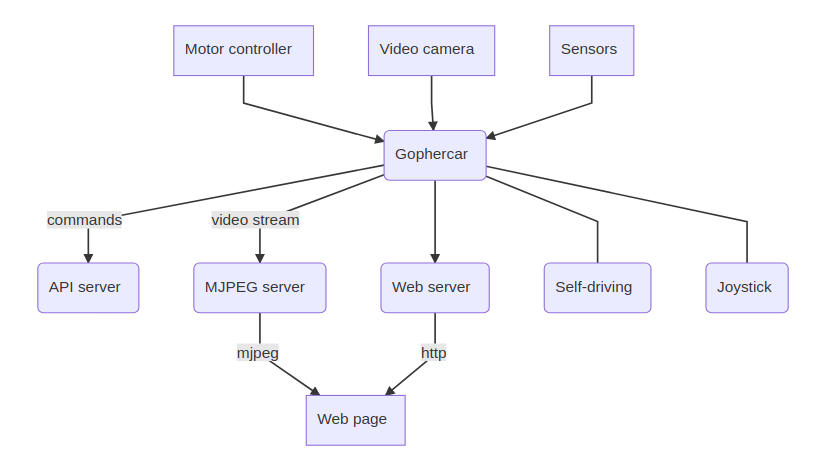 Motor controller
Video camera
Sensors
Gophercar
commands
video stream
API server
MJPEG server
Web server
Self-driving
Joystick
mjpeg
http
Web page